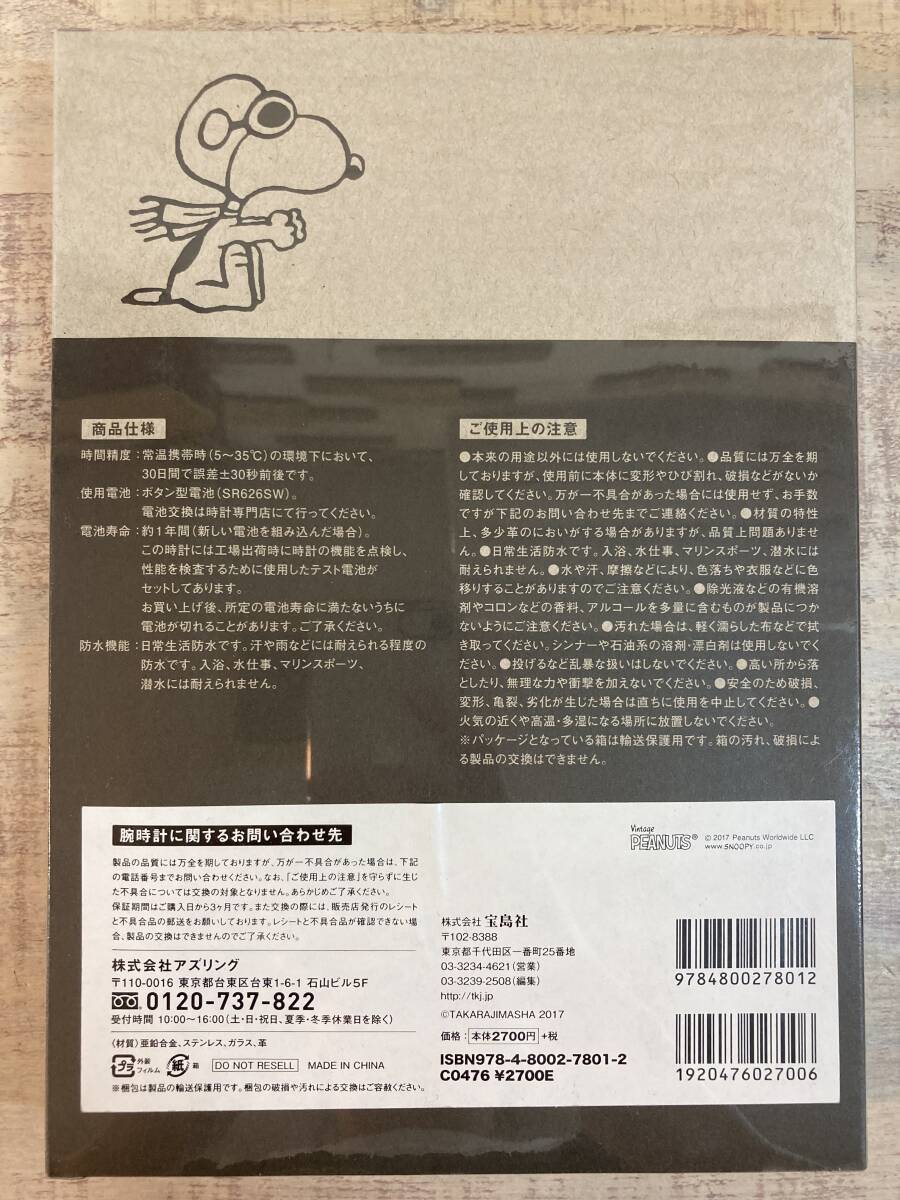 商品仕様
時間精度：常温携帯時（5～35℃）の環境下において、
30日間で誤差±30秒前後です。
使用電池：ボタン型電池（SR626SW）。
電池交換は時計専門店にて行ってください。
電池寿命：約1年間（新しい電池を組み込んだ場合）。
この時計には工場出荷時に時計の機能を点検し、
性能を検査するために使用したテスト電池が
セットしてあります。
お買い上げ後、所定の電池寿命に満たないうちに
電池が切れることがあります。ご了承ください。
防水機能：日常生活防水です。汗や雨などには耐えられる程度の
防水です。入浴、水仕事、マリンスポーツ、
潜水には耐えられません。
ご使用上の注意
●本来の用途以外には使用しないでください。●品質には万全を期
しておりますが、使用前に本体に変形やひび割れ、破損などがないか
確認してください。万が一不具合があった場合には使用せず、お手数
ですが下記のお問い合わせ先までご連絡ください。●材質の特性
上、多少革のにおいがする場合がありますが、品質上問題ありませ
ん。●日常生活防水です。入浴、水仕事、マリンスポーツ、潜水には
耐えられません。●水や汗、摩擦などにより、色落ちや衣服などに色
移りすることがありますのでご注意ください。●除光液などの有機溶
剤やコロンなどの香料、アルコールを多量に含むものが製品につか
ないようにご注意ください。●汚れた場合は、軽く濡らした布などで拭
き取ってください。シンナーや石油系の溶剤・漂白剤は使用しないでく
ださい。●投げるなど乱暴な扱いはしないでください。●高い所から落
としたり、無理な力や衝撃を加えないでください。●安全のため破損、
変形、亀裂、劣化が生じた場合は直ちに使用を中止してください。●
火気の近くや高温・多湿になる場所に放置しないでください。
※パッケージとなっている箱は輸送保護用です。箱の汚れ、破損によ
る製品の交換はできません。
腕時計に関するお問い合わせ先
製品の品質には万全を期しておりますが、万が一不具合があった場合は、下記
の電話番号までお問い合わせください。なお、「ご使用上の注意」を守らずに生じ
た不具合については交換の対象となりません。あらかじめご了承ください。
保証期間はご購入日から3ヶ月です。また交換の際には、販売店発行のレシート
と不具合品の郵送をお願いしております。レシートと不具合品が確認できない場
合、製品の交換はできませんのでご了承ください。
株式会社アズリング
〒110-0016 東京都台東区台東1-6-1 石山ビル5F
0120-737-822
受付時間 10:00～16:00（土・日・祝日、夏季・冬季休業日を除く）
〈材質〉亜鉛合金、ステンレス、ガラス、革
プラ 外装フィルム 紙 箱 DO NOT RESELL MADE IN CHINA
※梱包は製品の輸送保護用です。梱包の破損や汚れによる交換はご容赦ください。
Vintage
PEANUTS® © 2017 Peanuts Worldwide LLC
www.SNOOPY.co.jp
株式会社 宝島社
〒102-8388
東京都千代田区一番町25番地
03-3234-4621（営業）
03-3239-2508（編集）
http://tkj.jp
©TAKARAJIMASHA 2017
価格：本体2700円+税
ISBN978-4-8002-7801-2
C0476 ¥2700E
9784800278012
1920476027006